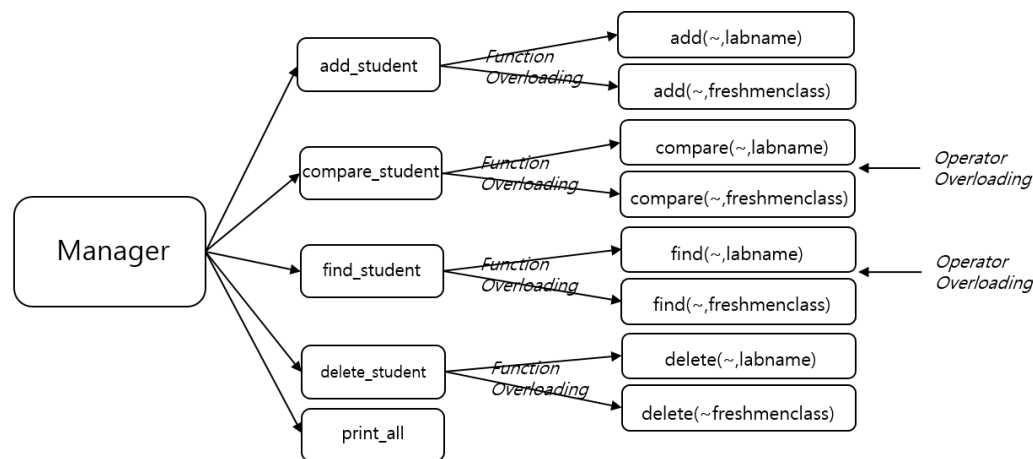 Manager
add_student
compare_student
find_student
delete_student
print_all
Function
Overloading
Function
Overloading
Function
Overloading
Function
Overloading
add(~,labname)
add(~,freshmenclass)
compare(~,labname)
compare(~,freshmenclass)
find(~,labname)
find(~,freshmenclass)
delete(~,labname)
delete(~freshmenclass)
Operator
Overloading
Operator
Overloading